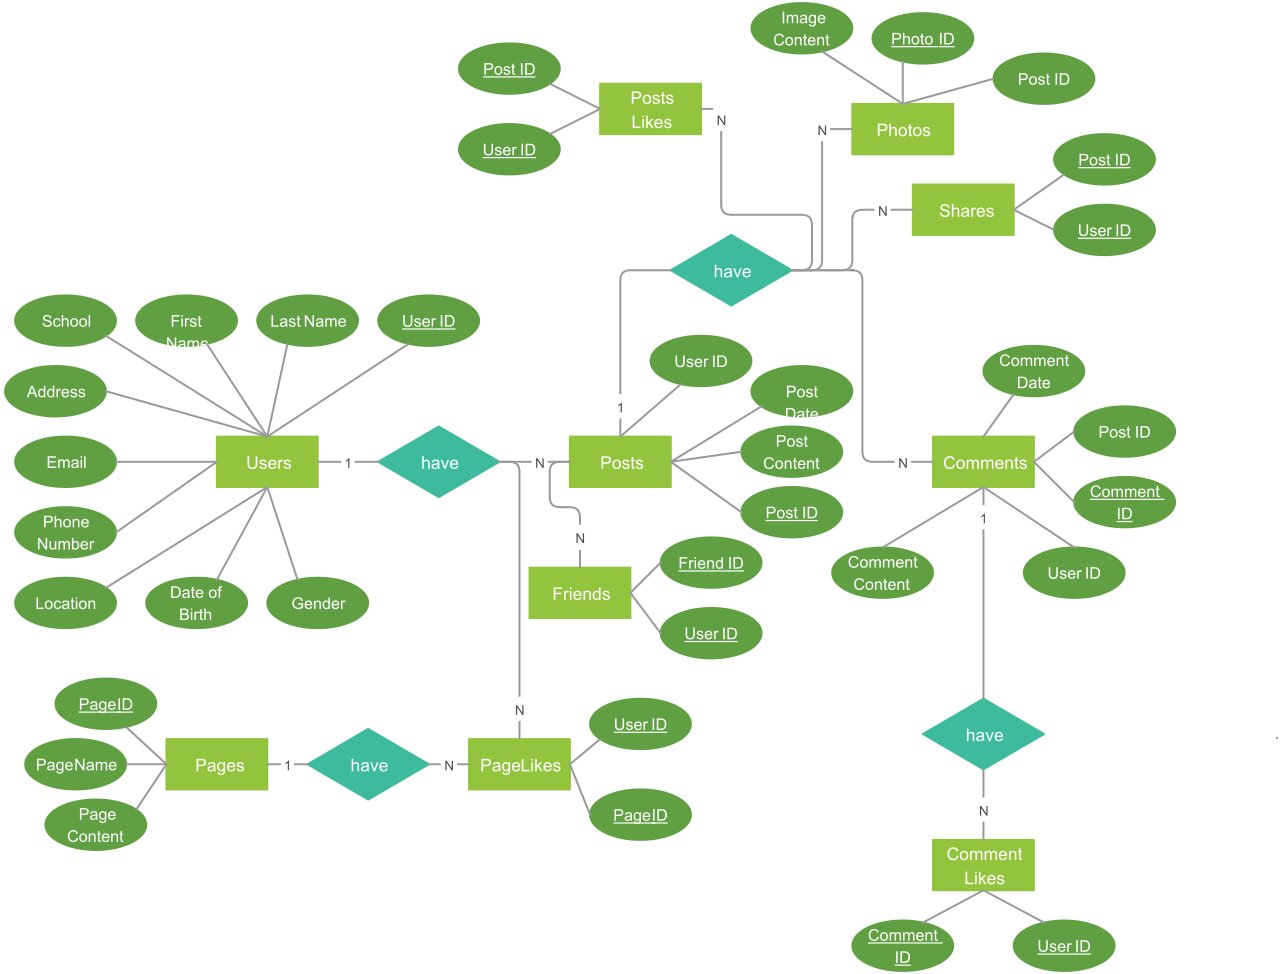 Image
Content
Photo ID
Post ID
Post ID
Posts
Likes
N
N
Photos
User ID
Post ID
N
Shares
User ID
have
School
First
Name
Last Name
User ID
User ID
Comment
Date
Address
Post
Date
1
Post ID
Email
Users
1
have
N
Posts
Post
Content
N
Comments
Comment
ID
Phone
Number
Post ID
1
N
Friend ID
Comment
Content
User ID
Location
Date of
Birth
Gender
Friends
User ID
PageID
N
User ID
have
PageName
Pages
1
have
N
PageLikes
Page
Content
PageID
N
Comment
Likes
Comment
ID
User ID